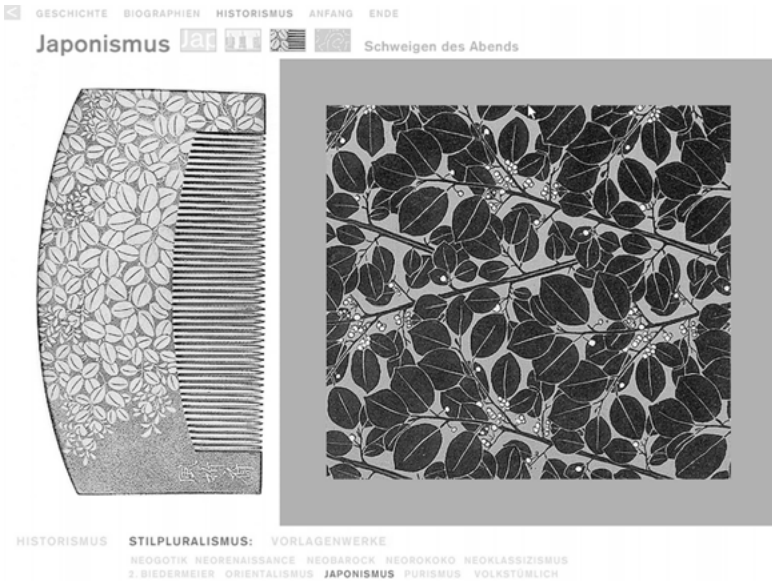 < GESCHICHTE BIOGRAPHIEN HISTORISMUS ANFANG ENDE
Japonismus Jap Schweigen des Abends
HISTORISMUS STILPLURALISMUS: VORLAGENWERKE
NEOGOTIK NEORENAISSANCE NEOBAROCK NEOROKOKO NEOKLASSIZISMUS
2. BIEDERMEIER ORIENTALISMUS JAPONISMUS PURISMUS VOLKSTÜMLICH